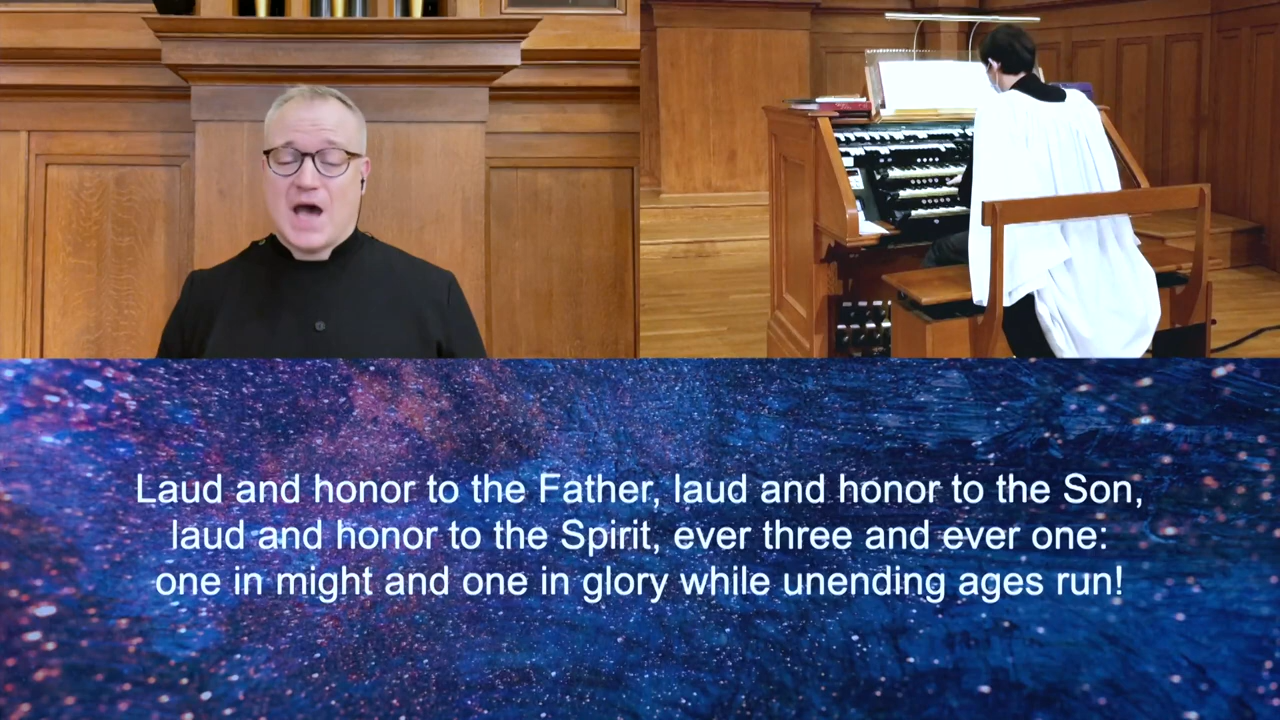 Laud and honor to the Father, laud and honor to the Son,
laud and honor to the Spirit, ever three and ever one:
one in might and one in glory while unending ages run!